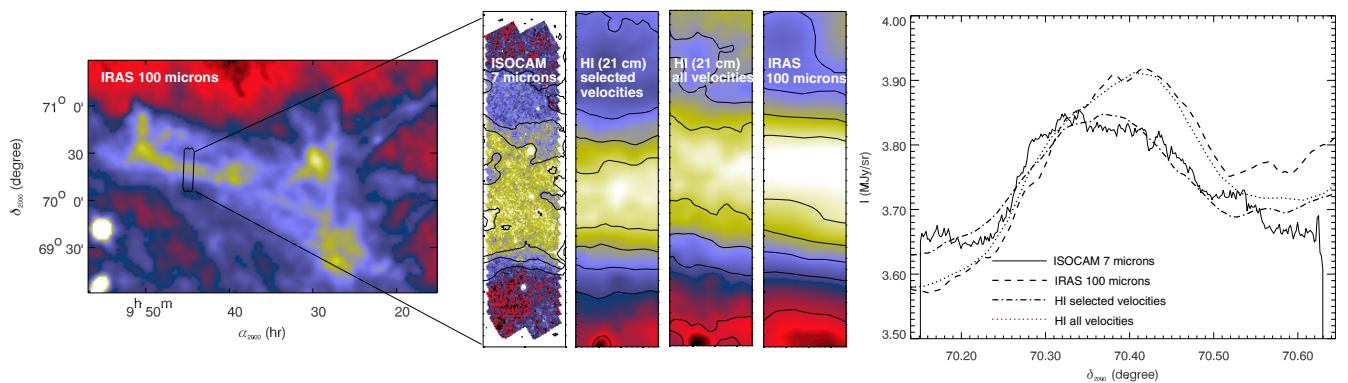 IRAS 100 microns
71° 0'
30
70° 0'
69° 30'
δ2000 (degree)
9h 50m
40
30
20
α2000 (hr)
ISOCAM
7 microns
HI (21 cm)
selected
velocities
HI (21 cm)
all velocities
IRAS
100 microns
4.00
3.90
3.80
3.70
3.60
3.50
I (MJy/sr)
ISOCAM 7 microns
IRAS 100 microns
HI selected velocities
HI all velocities
70.20
70.30
70.40
70.50
70.60
δ2000 (degree)